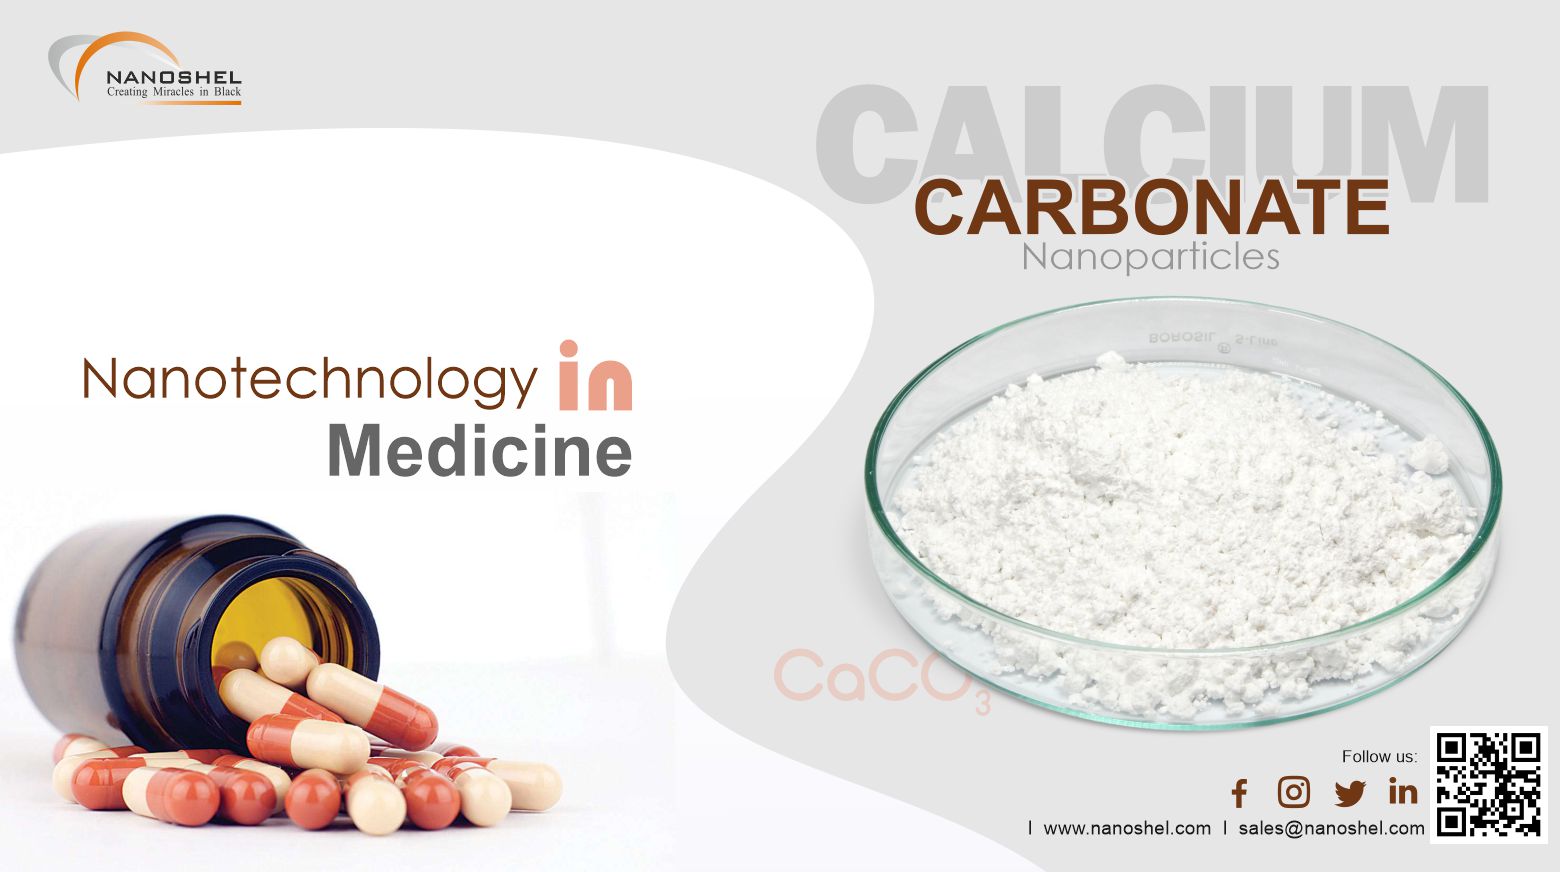 NANOSHEL
Creating Miracles in Black
CALCIUM
CARBONATE
Nanoparticles
BOROSIL ® S-Line
Nanotechnology in
Medicine
CaCO3
Follow us:
l www.nanoshel.com l sales@nanoshel.com